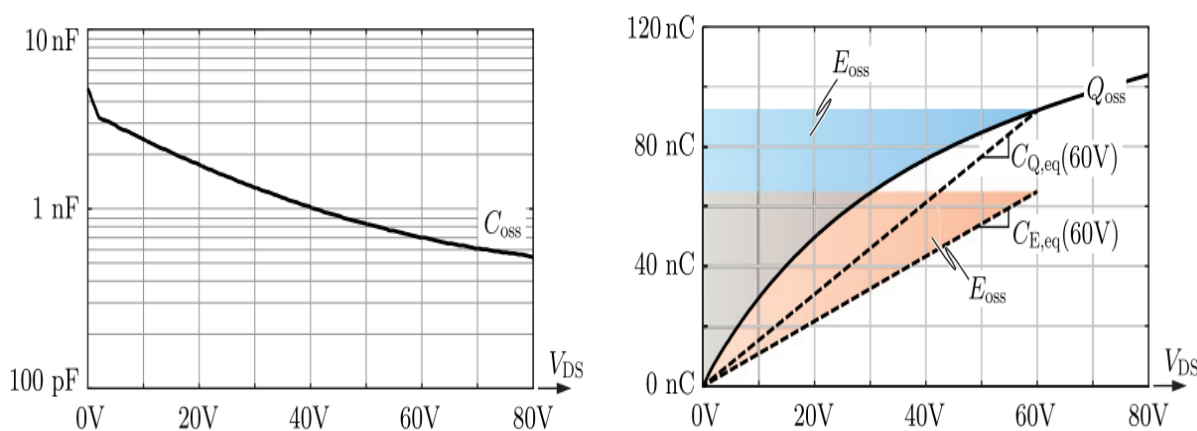 10 nF
1 nF
100 pF
C_oss
V_DS
0V 20V 40V 60V 80V
120 nC
80 nC
40 nC
0 nC
E_oss
Q_oss
C_Q,eq(60V)
C_E,eq(60V)
E_oss
V_DS
0V 20V 40V 60V 80V